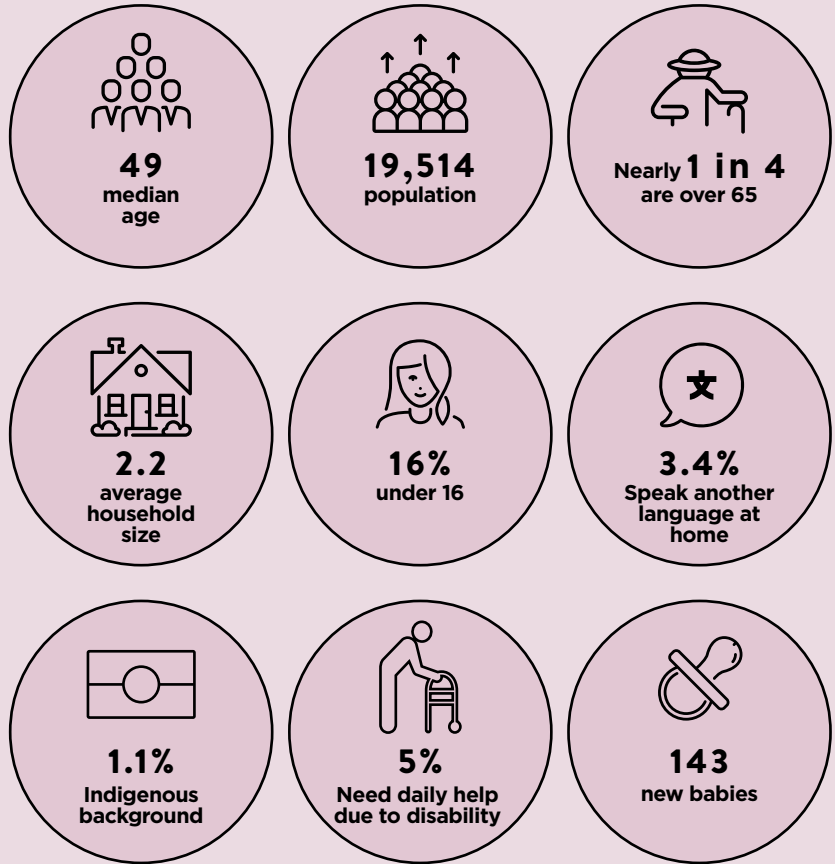 49
median
age
19,514
population
Nearly 1 in 4
are over 65
2.2
average
household
size
16%
under 16
文
3.4%
Speak another
language at
home
1.1%
Indigenous
background
5%
Need daily help
due to disability
143
new babies